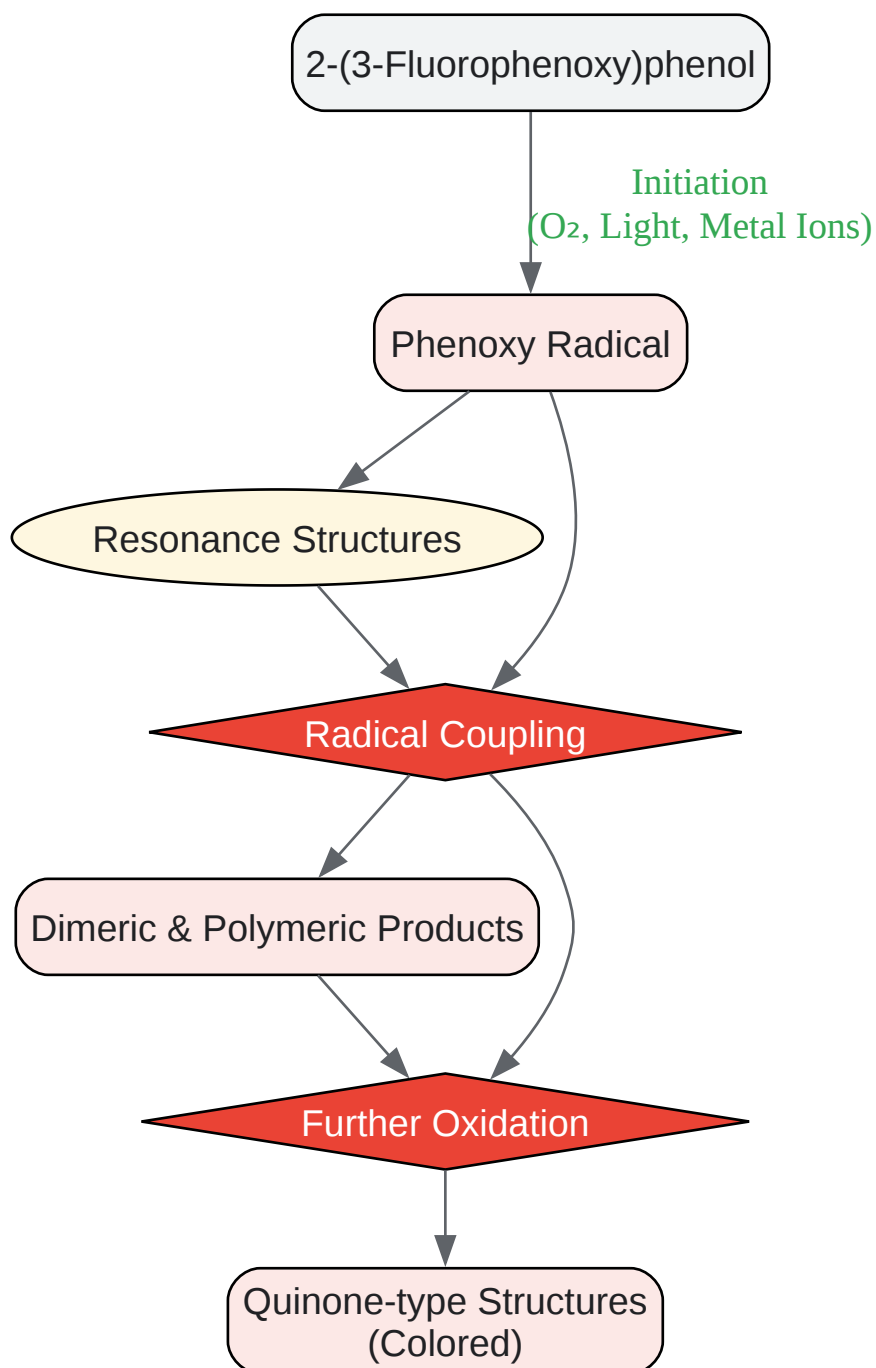 2-(3-Fluorophenoxy)phenol
Initiation
(O₂, Light, Metal Ions)
Phenoxy Radical
Resonance Structures
Radical Coupling
Dimeric & Polymeric Products
Further Oxidation
Quinone-type Structures
(Colored)